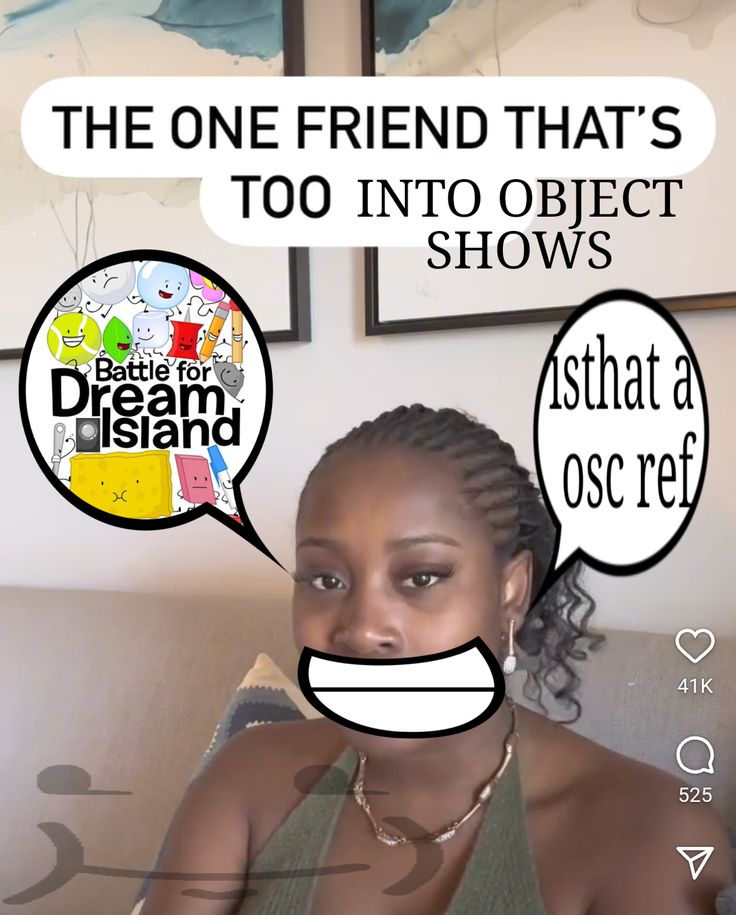 THE ONE FRIEND THAT'S
TOO INTO OBJECT
SHOWS
Battle for
Dream
Island
isthat a
osc ref
41K
525